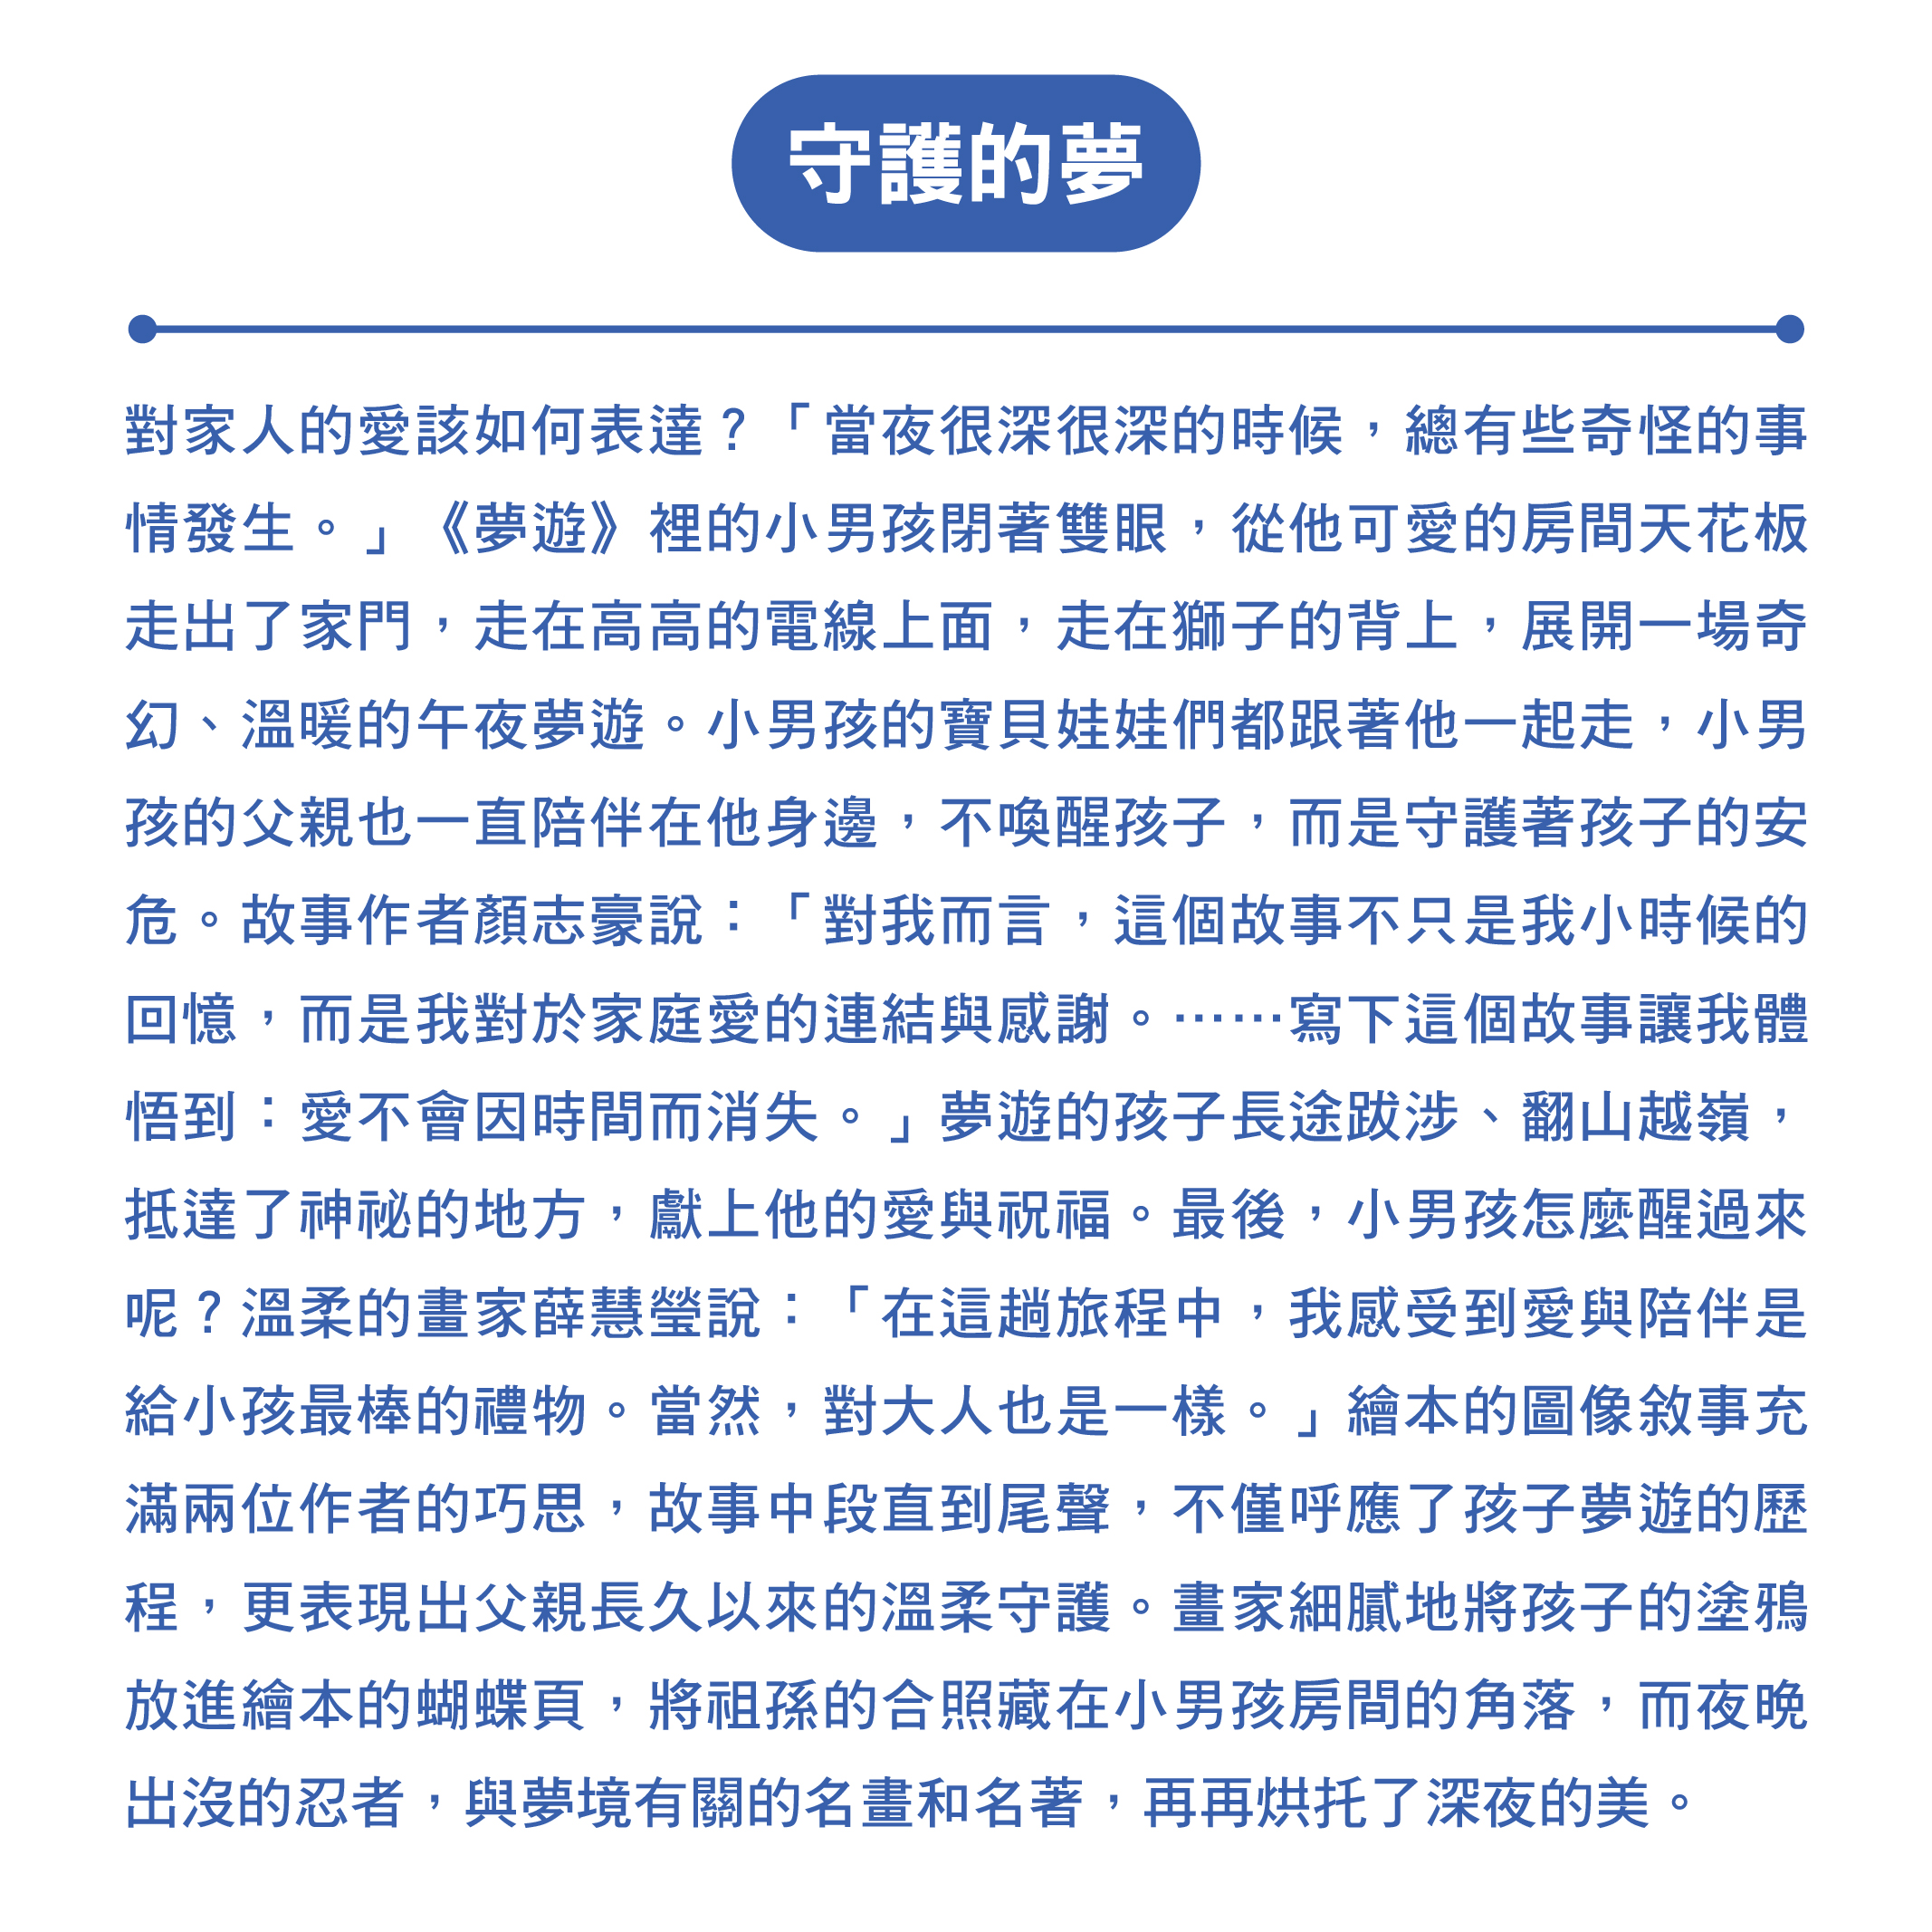 守護的夢
對家人的愛該如何表達？「當夜很深很深的時候，總有些奇怪的事
情發生。」《夢遊》裡的小男孩閉著雙眼，從他可愛的房間天花板
走出了家門，走在高高的電線上面，走在獅子的背上，展開一場奇
幻、溫暖的午夜夢遊。小男孩的寶貝娃娃們都跟著他一起走，小男
孩的父親也一直陪伴在他身邊，不喚醒孩子，而是守護著孩子的安
危。故事作者顏志豪說：「對我而言，這個故事不只是我小時候的
回憶，而是我對於家庭愛的連結與感謝。⋯⋯寫下這個故事讓我體
悟到：愛不會因時間而消失。」夢遊的孩子長途跋涉、翻山越嶺，
抵達了神祕的地方，獻上他的愛與祝福。最後，小男孩怎麼醒過來
呢？溫柔的畫家薛慧瑩說：「在這趟旅程中，我感受到愛與陪伴是
給小孩最棒的禮物。當然，對大人也是一樣。」繪本的圖像敘事充
滿兩位作者的巧思，故事中段直到尾聲，不僅呼應了孩子夢遊的歷
程，更表現出父親長久以來的溫柔守護。畫家細膩地將孩子的塗鴉
放進繪本的蝴蝶頁，將祖孫的合照藏在小男孩房間的角落，而夜晚
出沒的忍者，與夢境有關的名畫和名著，再再烘托了深夜的美。